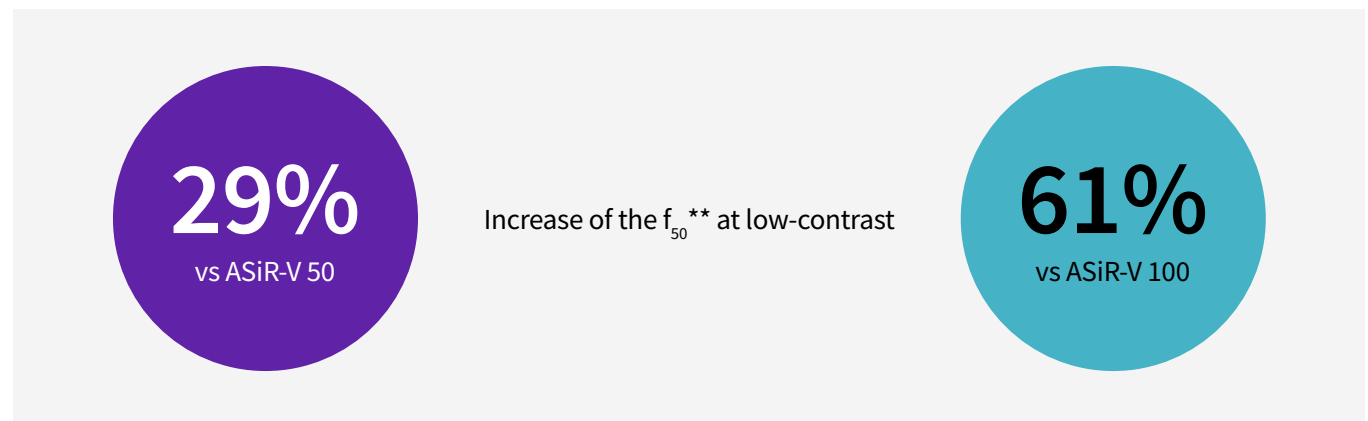 29%
vs ASiR-V 50
Increase of the f50** at low-contrast
61%
vs ASiR-V 100